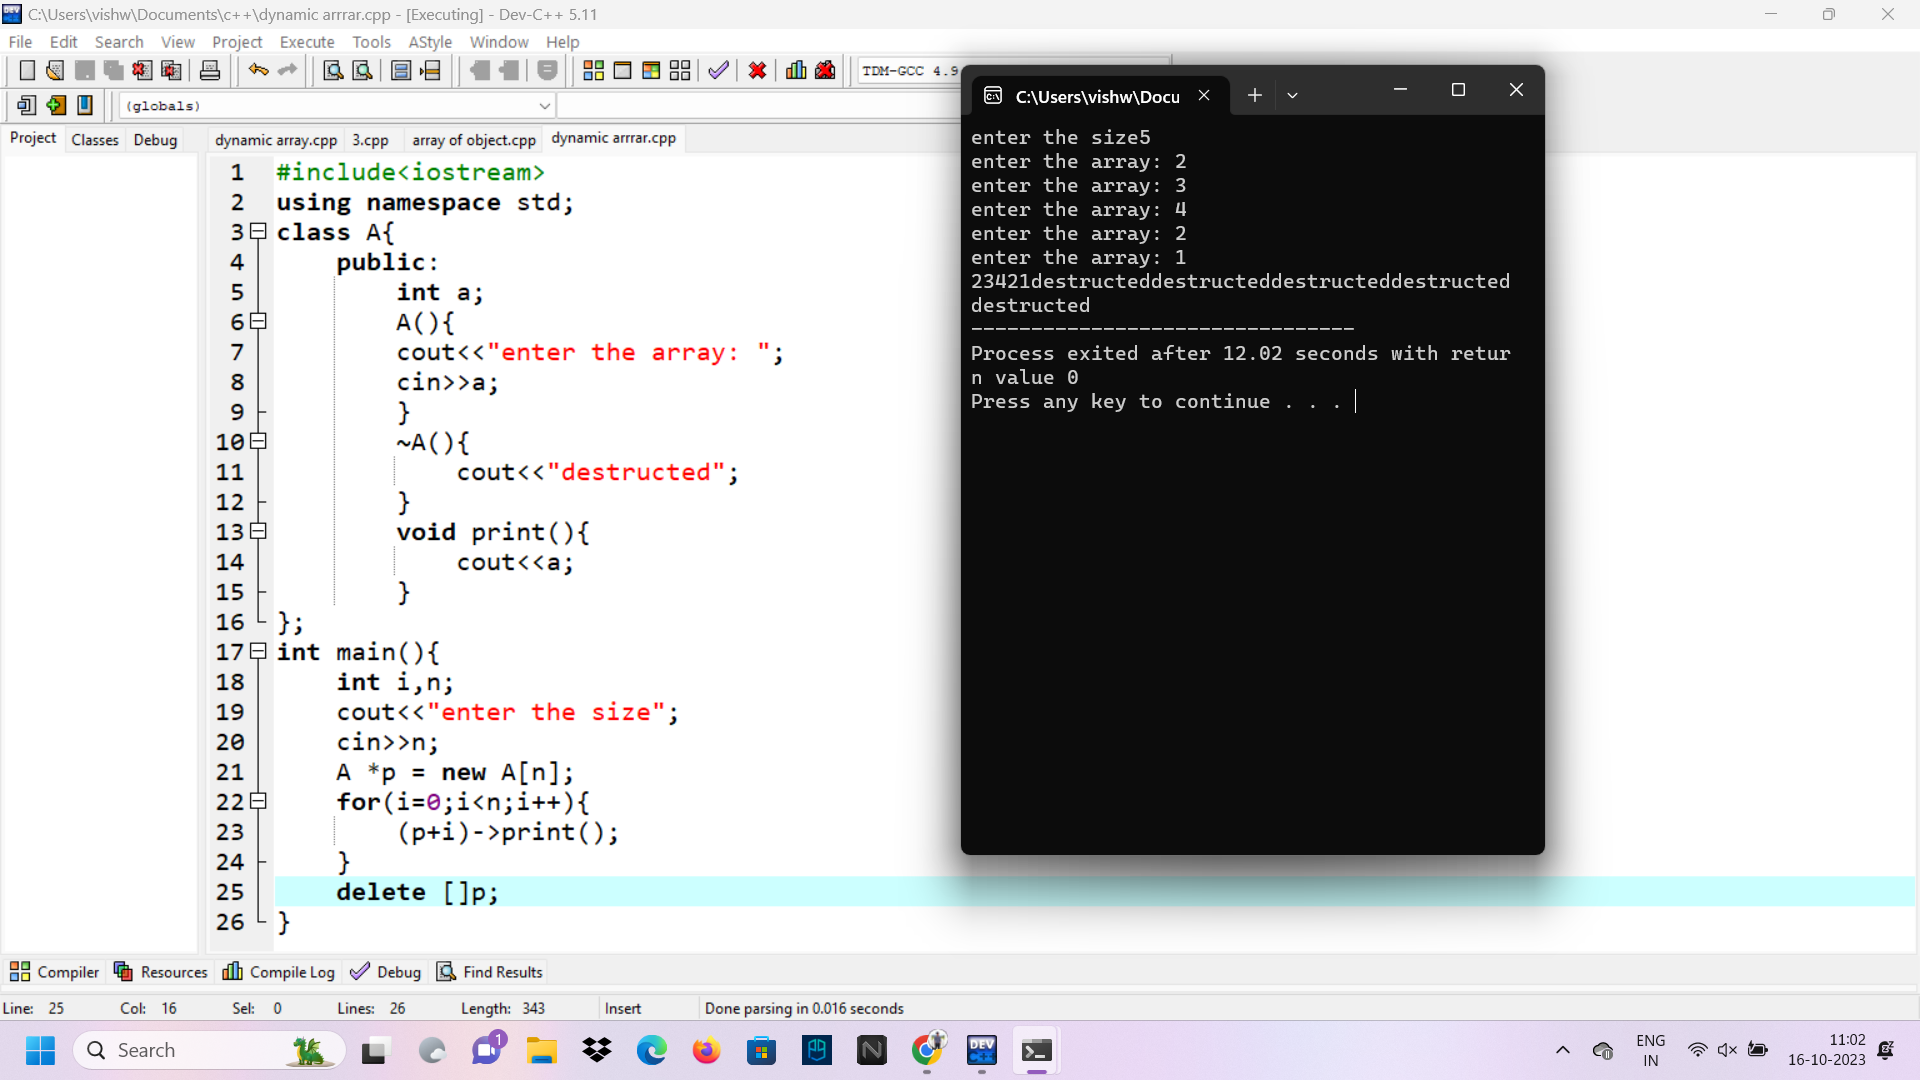 C:\Users\vishw\Documents\c++\dynamic arrrar.cpp - [Executing] - Dev-C++ 5.11
File Edit Search View Project Execute Tools AStyle Window Help
TDM-GCC 4.9
(globals)
Project Classes Debug
dynamic array.cpp 3.cpp array of object.cpp dynamic arrrar.cpp
1 #include<iostream>
2 using namespace std;
3 class A{
4 public:
5 int a;
6 A(){
7 cout<<"enter the array: ";
8 cin>>a;
9 }
10 ~A(){
11 cout<<"destructed";
12 }
13 void print(){
14 cout<<a;
15 }
16 };
17 int main(){
18 int i,n;
19 cout<<"enter the size";
20 cin>>n;
21 A *p = new A[n];
22 for(i=0;i<n;i++){
23 (p+i)->print();
24 }
25 delete []p;
26 }
C:\Users\vishw\Docu
enter the size5
enter the array: 2
enter the array: 3
enter the array: 4
enter the array: 2
enter the array: 1
23421destructeddestructeddestructeddestructed
destructed
--------------------------------
Process exited after 12.02 seconds with retur
n value 0
Press any key to continue . . .
Compiler Resources Compile Log Debug Find Results
Line: 25 Col: 16 Sel: 0 Lines: 26 Length: 343 Insert Done parsing in 0.016 seconds
Search
1
DEV
C++
ENG
IN
11:02
16-10-2023